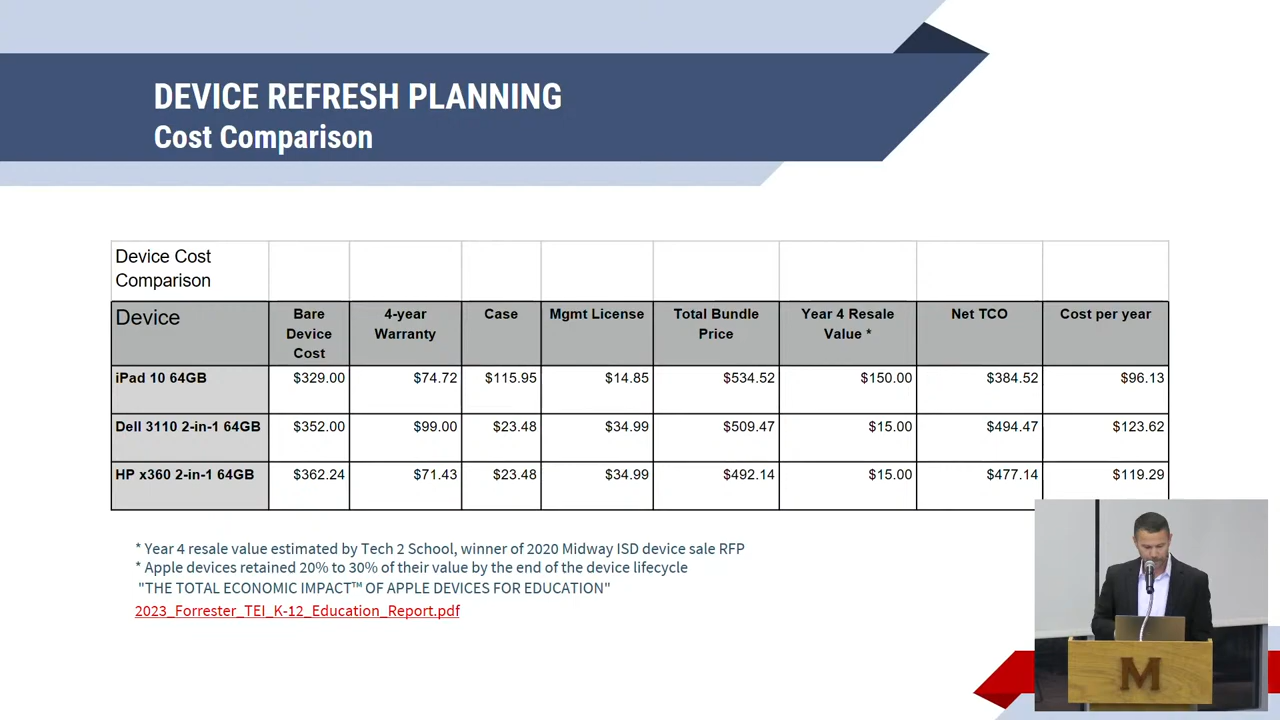 DEVICE REFRESH PLANNING
Cost Comparison
Device Cost
Comparison
Device Bare Device Cost 4-year Warranty Case Mgmt License Total Bundle Price Year 4 Resale Value * Net TCO Cost per year
iPad 10 64GB $329.00 $74.72 $115.95 $14.85 $534.52 $150.00 $384.52 $96.13
Dell 3110 2-in-1 64GB $352.00 $99.00 $23.48 $34.99 $509.47 $15.00 $494.47 $123.62
HP x360 2-in-1 64GB $362.24 $71.43 $23.48 $34.99 $492.14 $15.00 $477.14 $119.29
* Year 4 resale value estimated by Tech 2 School, winner of 2020 Midway ISD device sale RFP
* Apple devices retained 20% to 30% of their value by the end of the device lifecycle
"THE TOTAL ECONOMIC IMPACT™ OF APPLE DEVICES FOR EDUCATION"
2023_Forrester_TEI_K-12_Education_Report.pdf
M